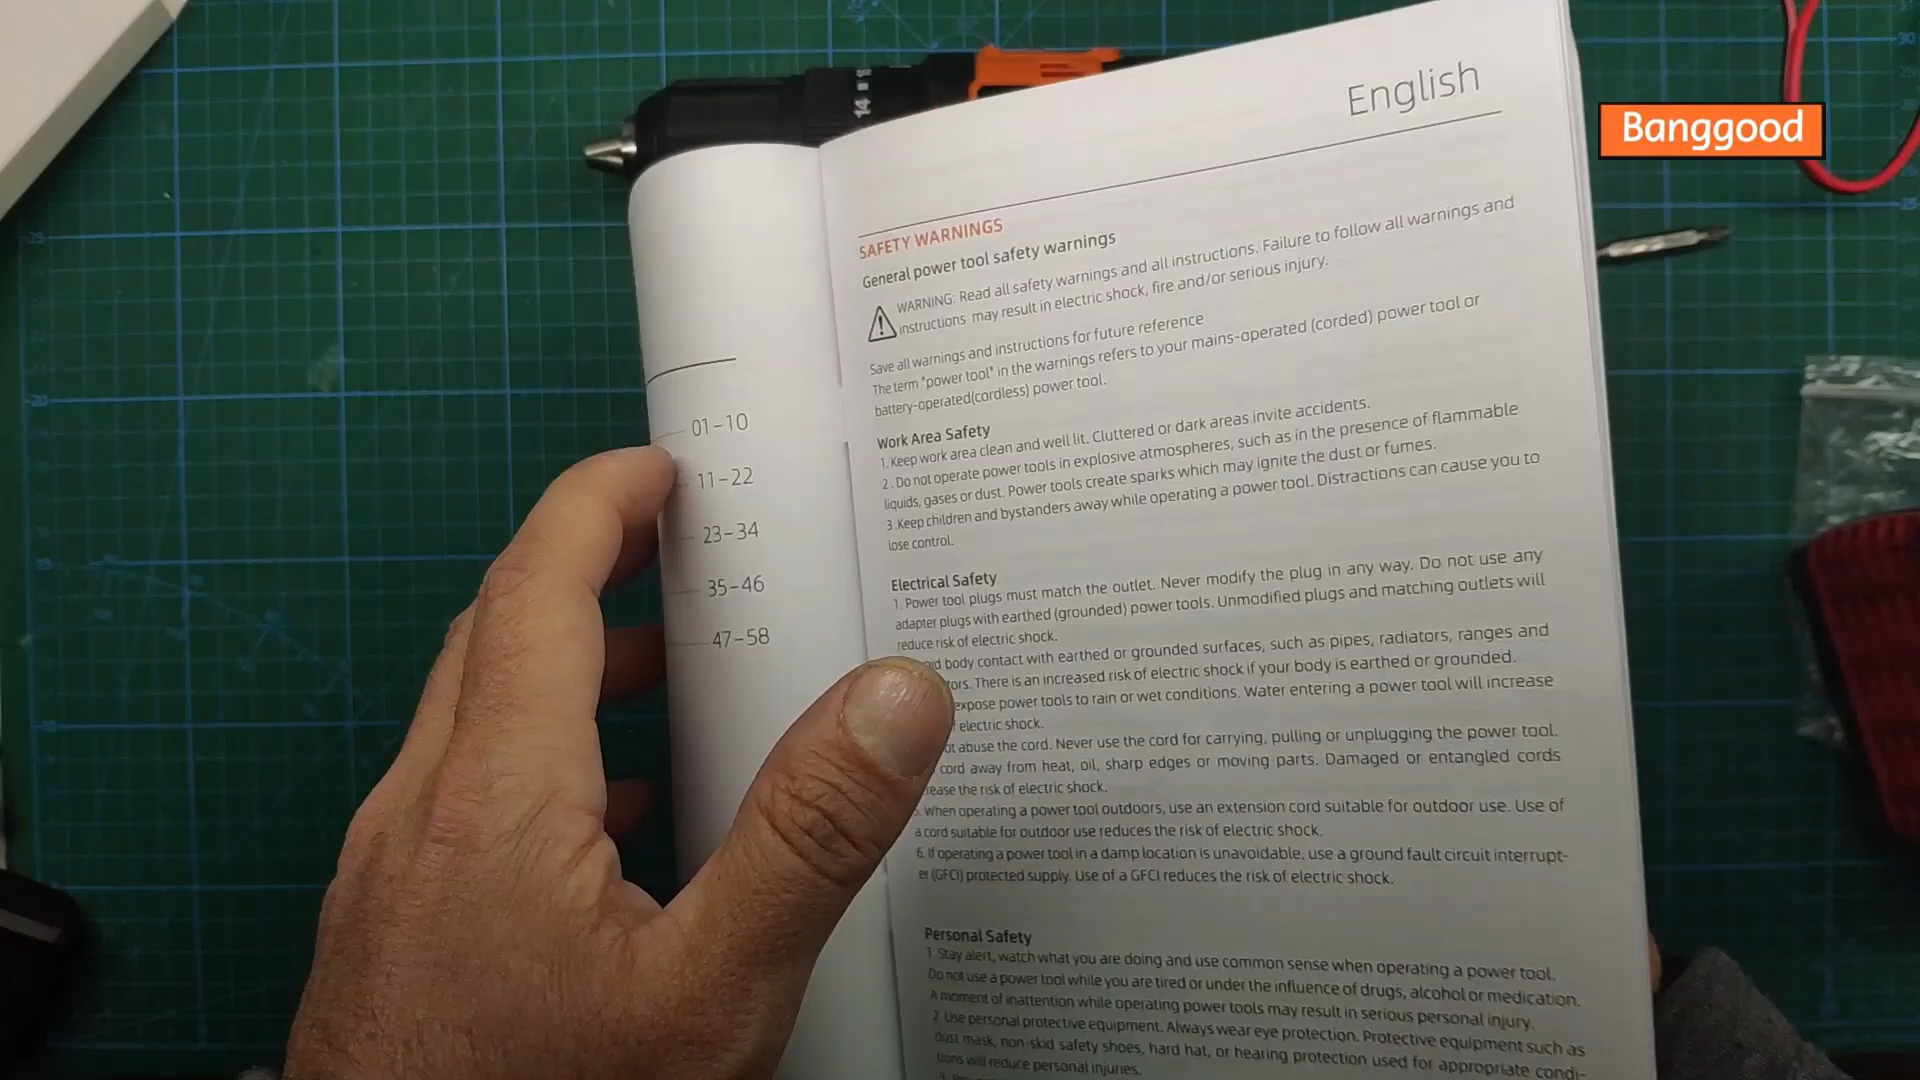 Banggood
English
01-10
11-22
23-34
35-46
47-58
SAFETY WARNINGS
General power tool safety warnings
WARNING: Read all safety warnings and all instructions. Failure to follow all warnings and
instructions may result in electric shock, fire and/or serious injury.
Save all warnings and instructions for future reference
The term "power tool" in the warnings refers to your mains-operated (corded) power tool or
battery-operated(cordless) power tool.
Work Area Safety
1. Keep work area clean and well lit. Cluttered or dark areas invite accidents.
2. Do not operate power tools in explosive atmospheres, such as in the presence of flammable
liquids, gases or dust. Power tools create sparks which may ignite the dust or fumes.
3.Keep children and bystanders away while operating a power tool. Distractions can cause you to
lose control.
Electrical Safety
1. Power tool plugs must match the outlet. Never modify the plug in any way. Do not use any
adapter plugs with earthed (grounded) power tools. Unmodified plugs and matching outlets will
reduce risk of electric shock.
body contact with earthed or grounded surfaces, such as pipes, radiators, ranges and
There is an increased risk of electric shock if your body is earthed or grounded.
expose power tools to rain or wet conditions. Water entering a power tool will increase
electric shock.
abuse the cord. Never use the cord for carrying, pulling or unplugging the power tool.
cord away from heat, oil, sharp edges or moving parts. Damaged or entangled cords
the risk of electric shock.
When operating a power tool outdoors, use an extension cord suitable for outdoor use. Use of
a cord suitable for outdoor use reduces the risk of electric shock.
6. If operating a power tool in a damp location is unavoidable, use a ground fault circuit interrupt-
er (GFCI) protected supply. Use of a GFCI reduces the risk of electric shock.
Personal Safety
1. Stay alert, watch what you are doing and use common sense when operating a power tool.
Do not use a power tool while you are tired or under the influence of drugs, alcohol or medication.
A moment of inattention while operating power tools may result in serious personal injury.
2. Use personal protective equipment. Always wear eye protection. Protective equipment such as
dust mask, non-skid safety shoes, hard hat, or hearing protection used for appropriate condi-
tions will reduce personal injuries.